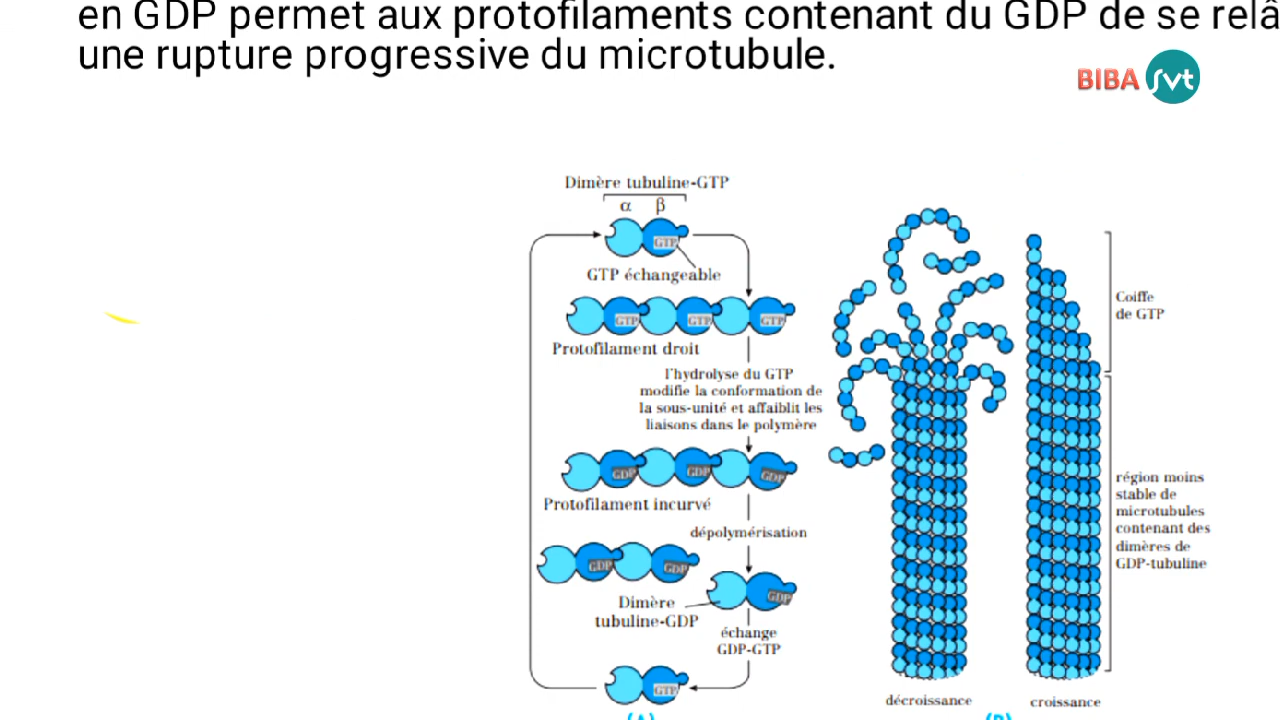 en GDP permet aux protofilaments contenant du GDP de se relâ
une rupture progressive du microtubule.
BIBA svt
Dimère tubuline-GTP
α β
GTP
GTP échangeable
GTP GTP GTP
Protofilament droit
l'hydrolyse du GTP
modifie la conformation de
la sous-unité et affaiblit les
liaisons dans le polymère
GDP GDP GDP
Protofilament incurvé
dépolymérisation
GDP GDP
GDP
Dimère
tubuline-GDP
échange
GDP-GTP
GTP
Coiffe
de GTP
région moins
stable de
microtubules
contenant des
dimères de
GDP-tubuline
décroissance croissance
(A) (B)